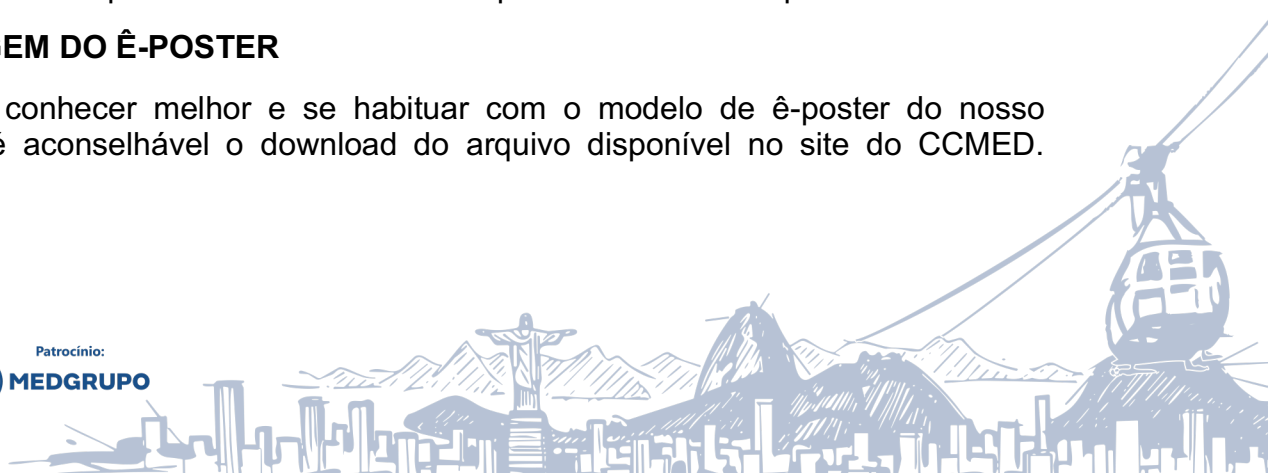 GEM DO Ê-POSTER
conhecer melhor e se habituar com o modelo de ê-poster do nosso
é aconselhável o download do arquivo disponível no site do CCMED.
Patrocínio:
MEDGRUPO